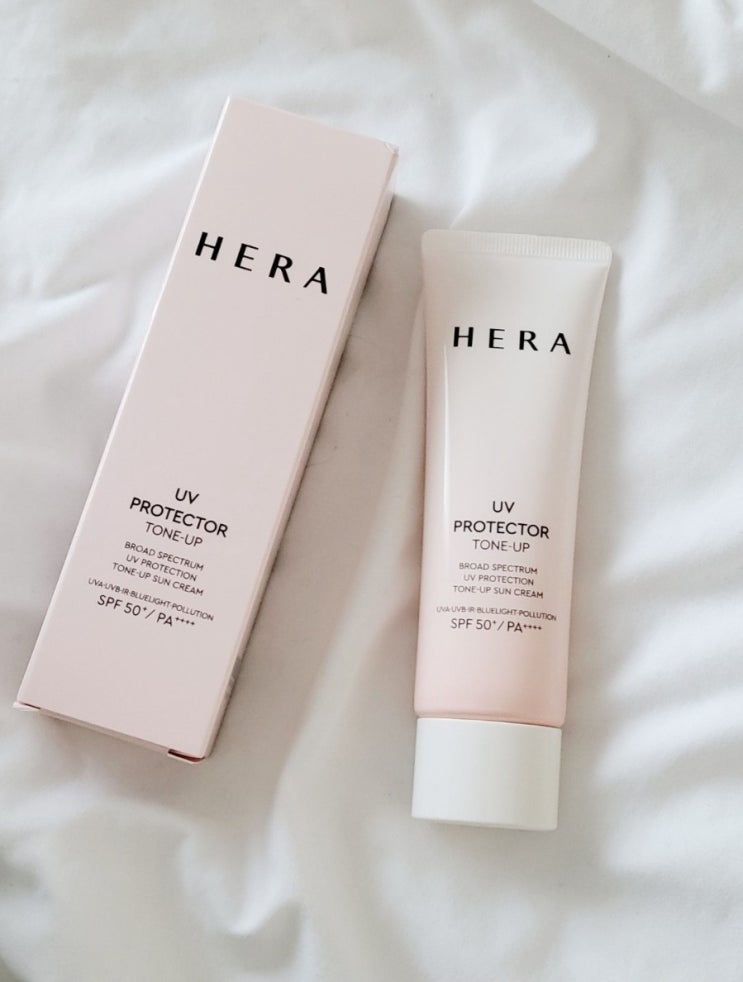 HERA
UV
PROTECTOR
TONE-UP
BROAD SPECTRUM
UV PROTECTION
TONE-UP SUN CREAM
UVA·UVB·IR·BLUELIGHT·POLLUTION
SPF 50⁺/ PA⁺⁺⁺⁺
HERA
UV
PROTECTOR
TONE-UP
BROAD SPECTRUM
UV PROTECTION
TONE-UP SUN CREAM
UVA·UVB·IR·BLUELIGHT·POLLUTION
SPF 50⁺/ PA⁺⁺⁺⁺